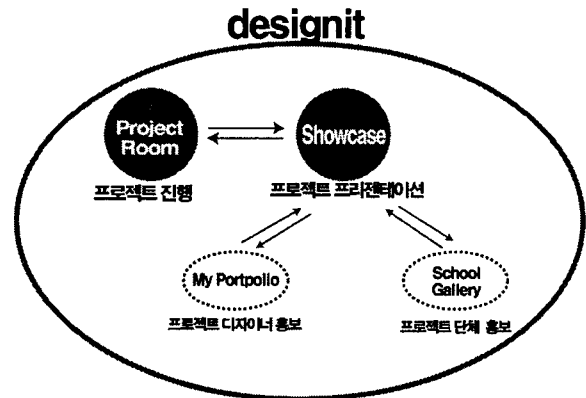 designit
Project
Room
Showcase
프로젝트 진행
프로젝트 프리젠테이션
My Portpolio
School
Gallery
프로젝트 디자이너 홍보
프로젝트 단체 홍보